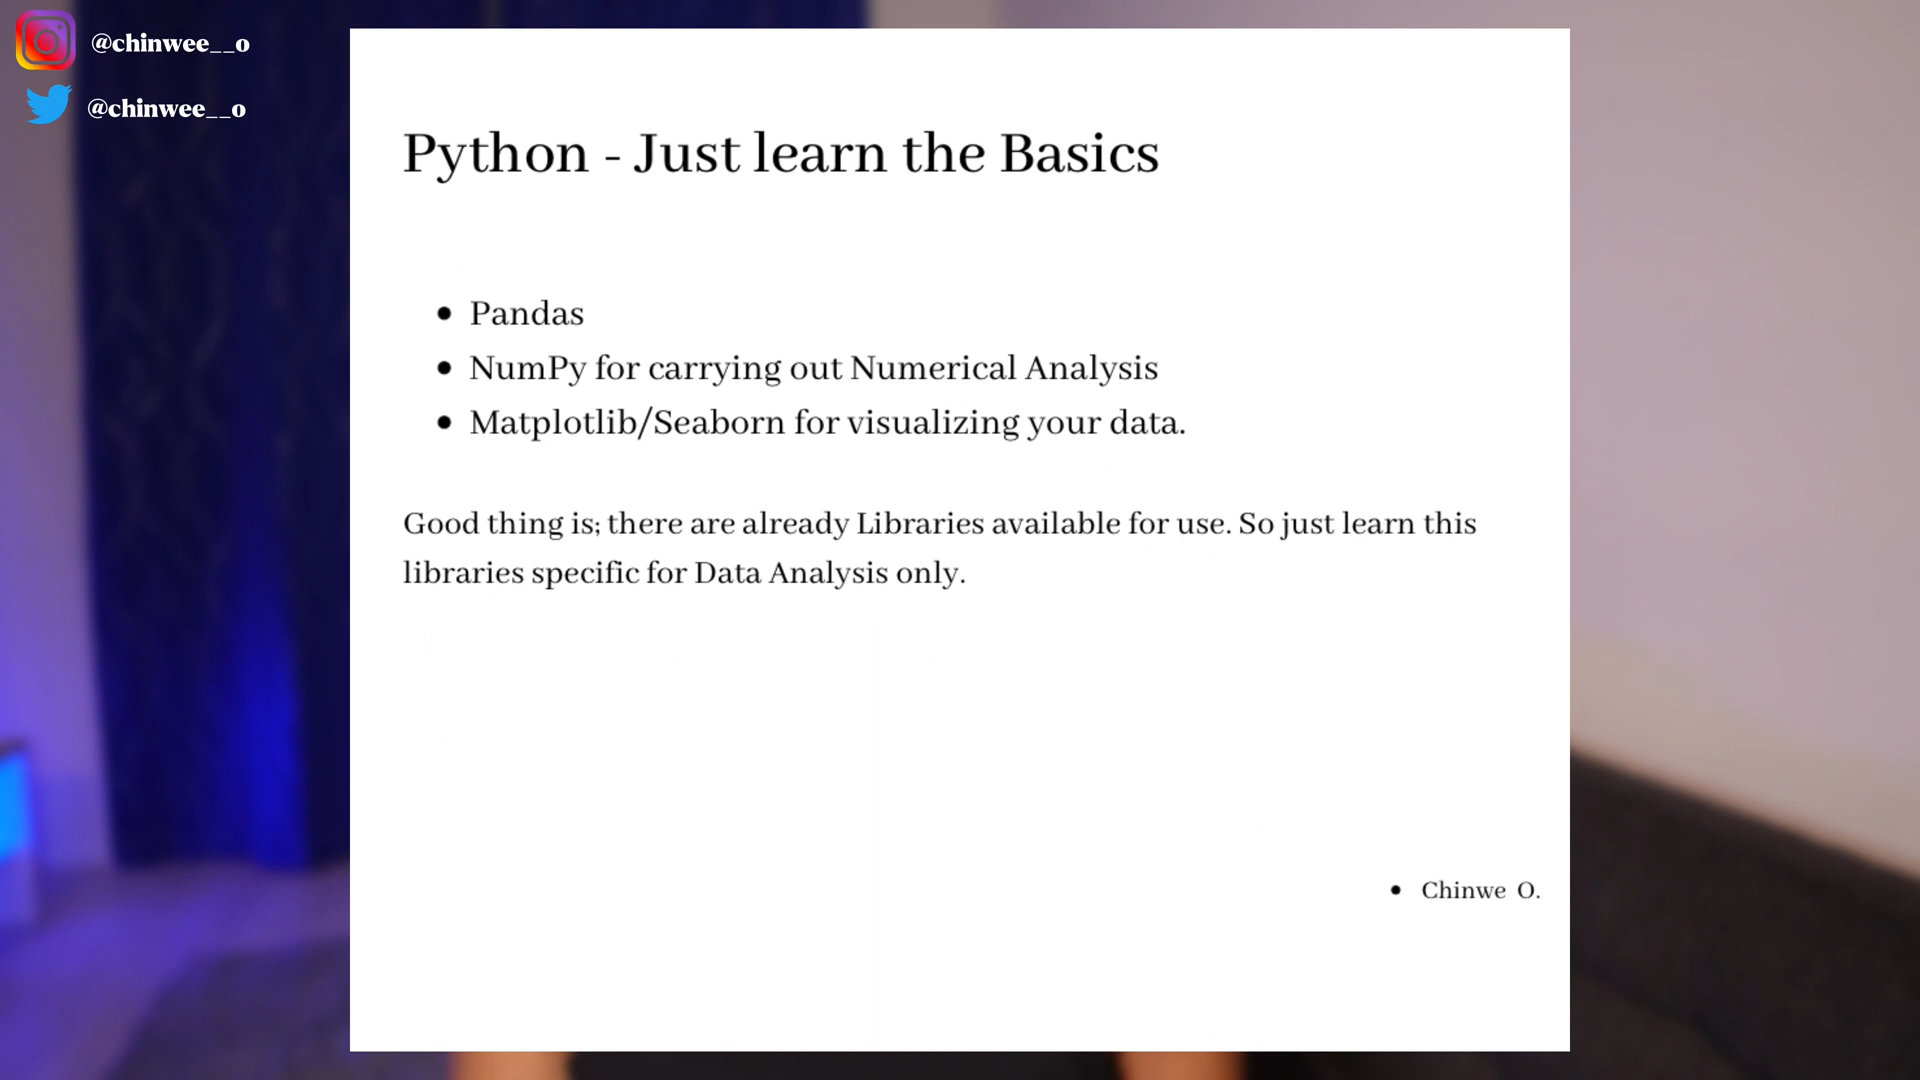 @chinwee__o
@chinwee__o
Python - Just learn the Basics
• Pandas
• NumPy for carrying out Numerical Analysis
• Matplotlib/Seaborn for visualizing your data.
Good thing is; there are already Libraries available for use. So just learn this
libraries specific for Data Analysis only.
• Chinwe O.